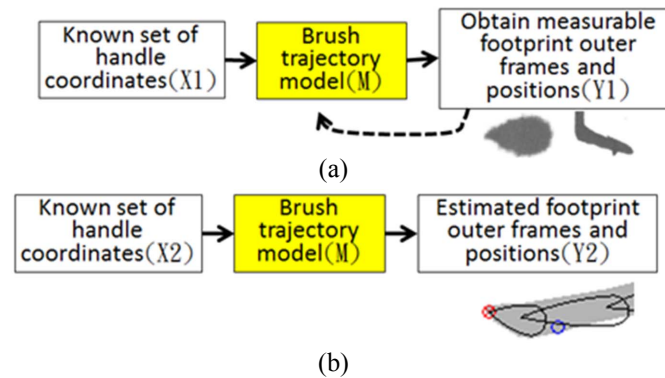 Known set of
handle
coordinates(X1)
Brush
trajectory
model(M)
Obtain measurable
footprint outer
frames and
positions(Y1)
(a)
Known set of
handle
coordinates(X2)
Brush
trajectory
model(M)
Estimated footprint
outer frames and
positions(Y2)
(b)